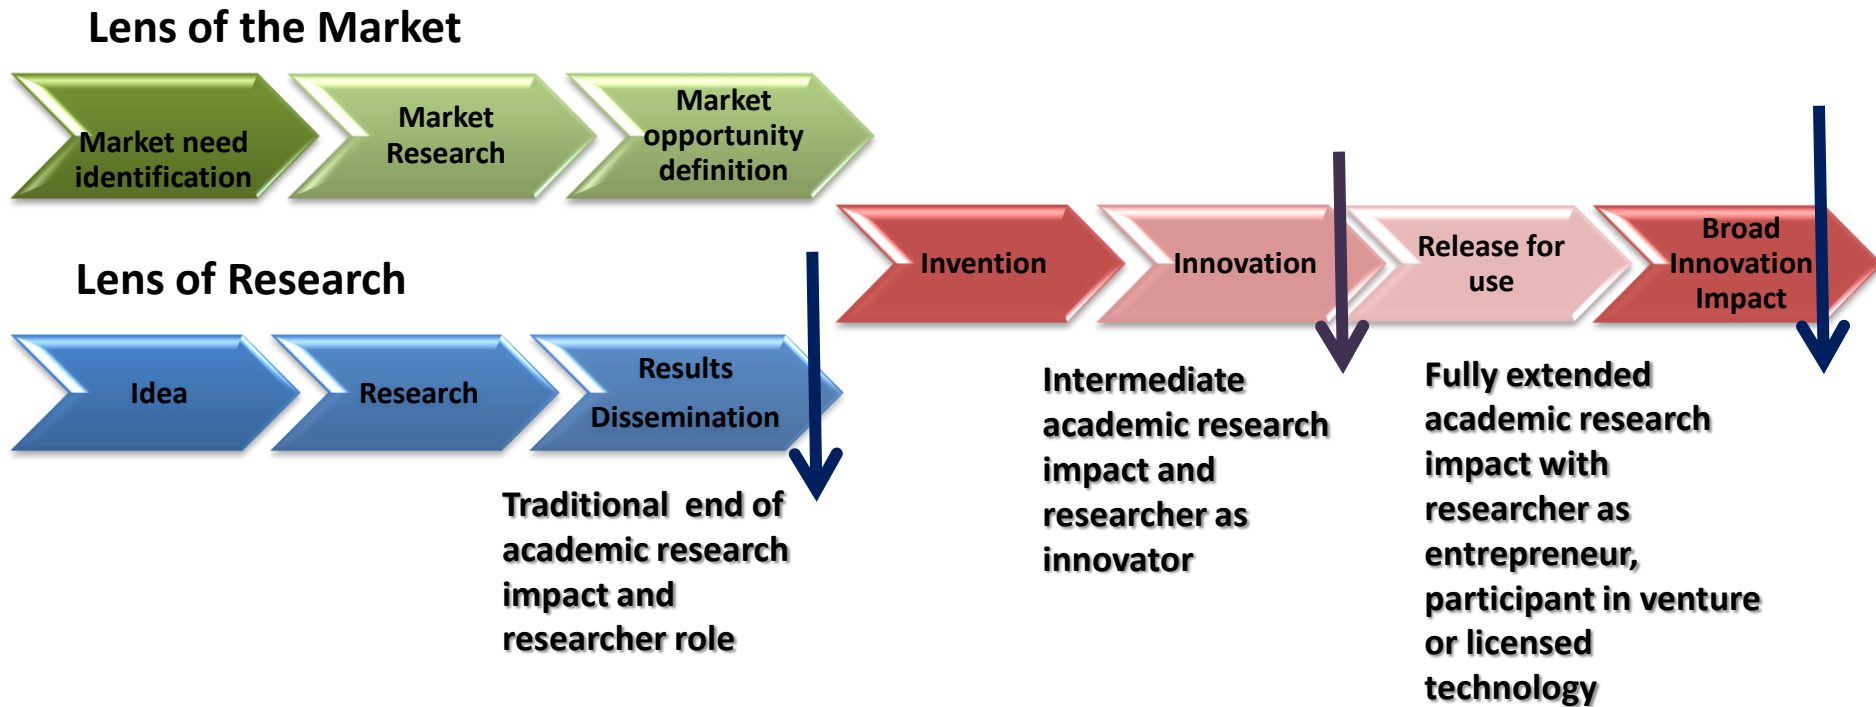 Lens of the Market
Market need
identification
Market
Research
Market
opportunity
definition
Lens of Research
Idea
Research
Results
Dissemination
Invention
Innovation
Release for
use
Broad
Innovation
Impact
Traditional end of
academic research
impact and
researcher role
Intermediate
academic research
impact and
researcher as
innovator
Fully extended
academic research
impact with
researcher as
entrepreneur,
participant in venture
or licensed
technology